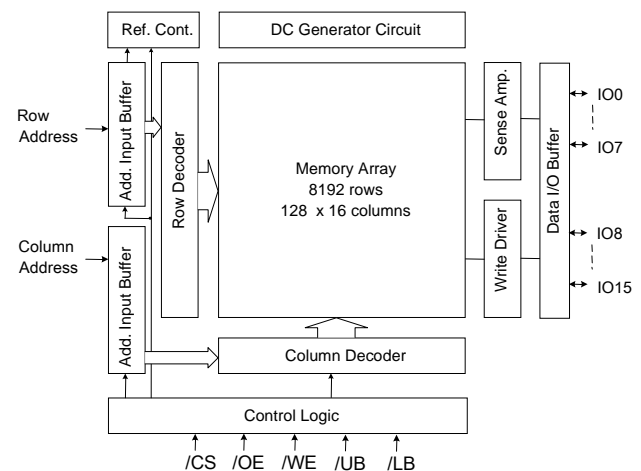 Ref. Cont.
DC Generator Circuit
Row
Address
Add. Input Buffer
Row Decoder
Memory Array
8192 rows
128 x 16 columns
Sense Amp.
Data I/O Buffer
IO0
IO7
Column
Address
Add. Input Buffer
Write Driver
IO8
IO15
Column Decoder
Control Logic
/CS /OE /WE /UB /LB